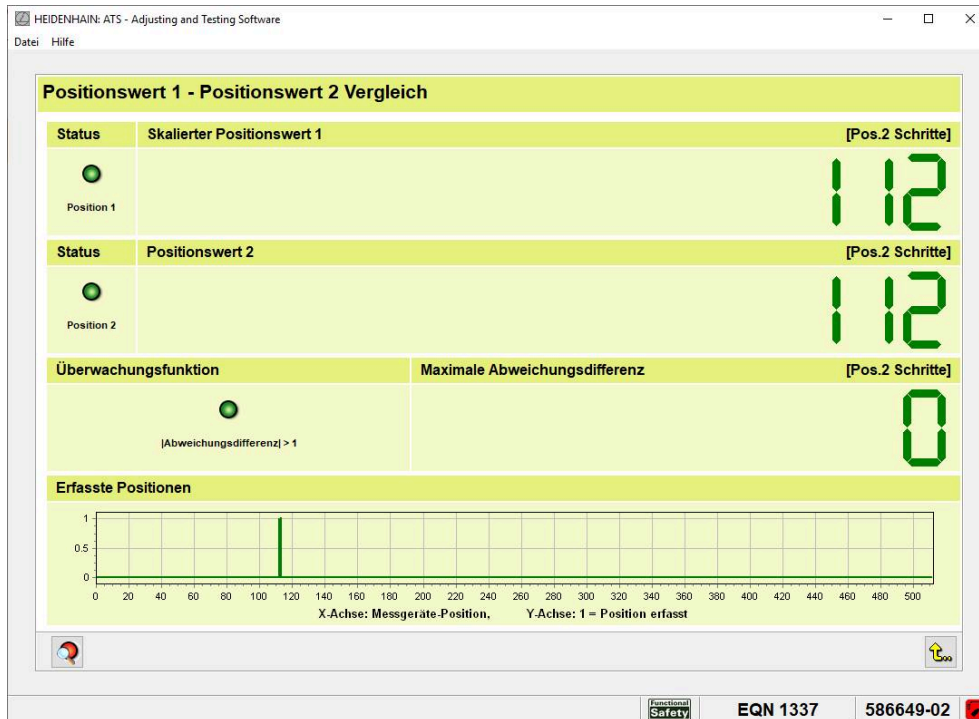 HEIDENHAIN: ATS - Adjusting and Testing Software
Datei Hilfe
Positionswert 1 - Positionswert 2 Vergleich
Status Skalierter Positionswert 1 [Pos.2 Schritte]
112
Position 1
Status Positionswert 2 [Pos.2 Schritte]
112
Position 2
Überwachungsfunktion Maximale Abweichungsdifferenz [Pos.2 Schritte]
0
|Abweichungsdifferenz| > 1
Erfasste Positionen
1
0.5
0
0 20 40 60 80 100 120 140 160 180 200 220 240 260 280 300 320 340 360 380 400 420 440 460 480 500
X-Achse: Messgeräte-Position, Y-Achse: 1 = Position erfasst
Functional
Safety
EQN 1337 586649-02